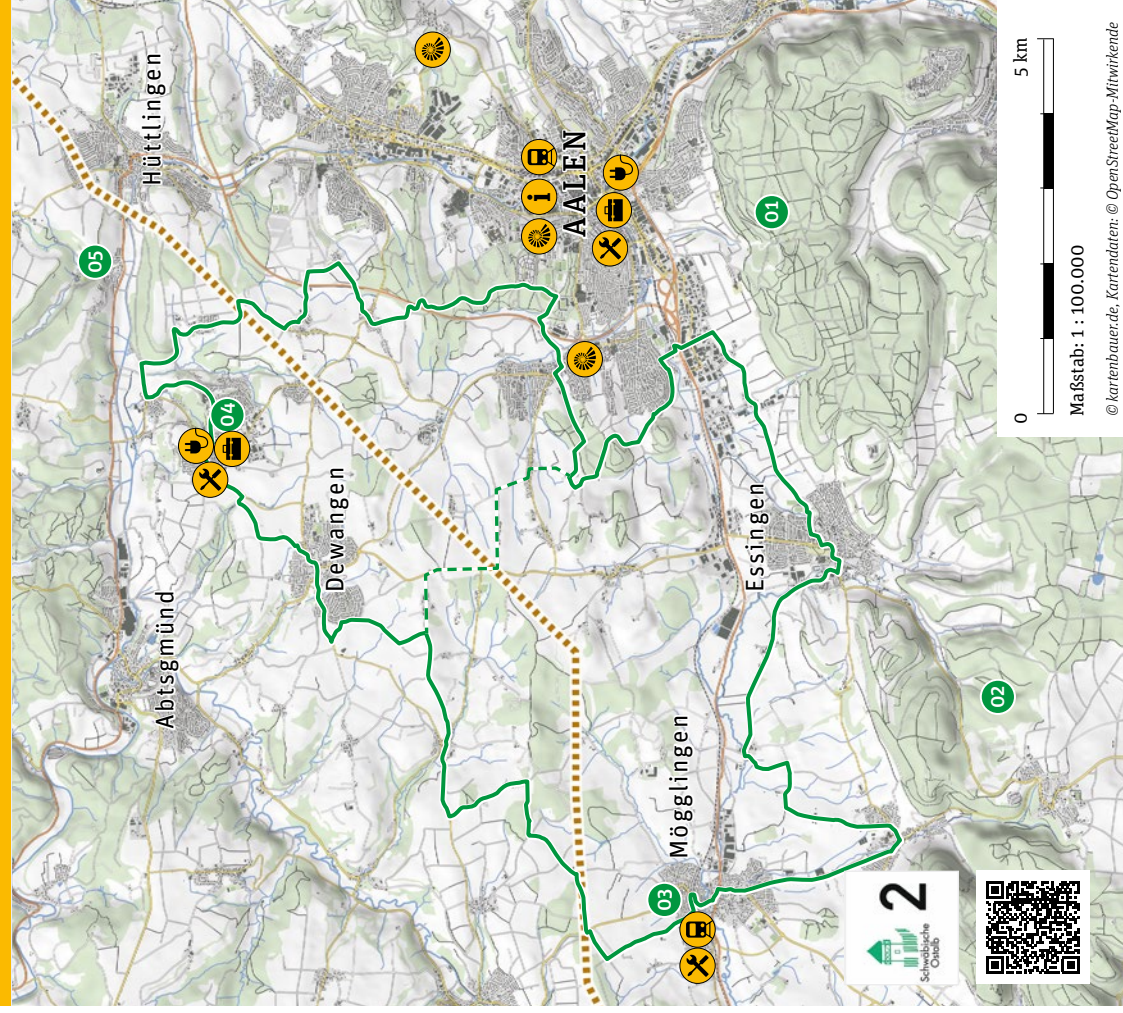 Hüttlingen
05
04
Abtsgmünd
Dewangen
i
AALEN
01
Essingen
02
Mögglingen
03
Schwäbische
Ostalb
2
0
5 km
Maßstab: 1 : 100.000
© kartenbauer.de, Kartendaten: © OpenStreetMap-Mitwirkende